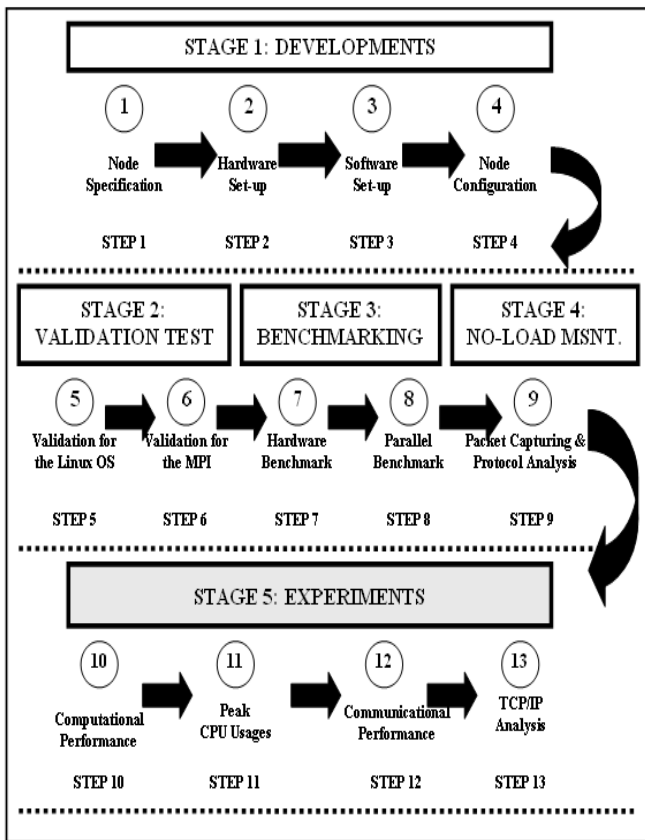 STAGE 1: DEVELOPMENTS
1
2
3
4
Node
Specification
Hardware
Set-up
Software
Set-up
Node
Configuration
STEP 1
STEP 2
STEP 3
STEP 4
STAGE 2:
VALIDATION TEST
STAGE 3:
BENCHMARKING
STAGE 4:
NO-LOAD MSNT.
5
6
7
8
9
Validation for
the Linux OS
Validation for
the MPI
Hardware
Benchmark
Parallel
Benchmark
Packet Capturing &
Protocol Analysis
STEP 5
STEP 6
STEP 7
STEP 8
STEP 9
STAGE 5: EXPERIMENTS
10
11
12
13
Computational
Performance
Peak
CPU Usages
Communicational
Performance
TCP/IP
Analysis
STEP 10
STEP 11
STEP 12
STEP 13